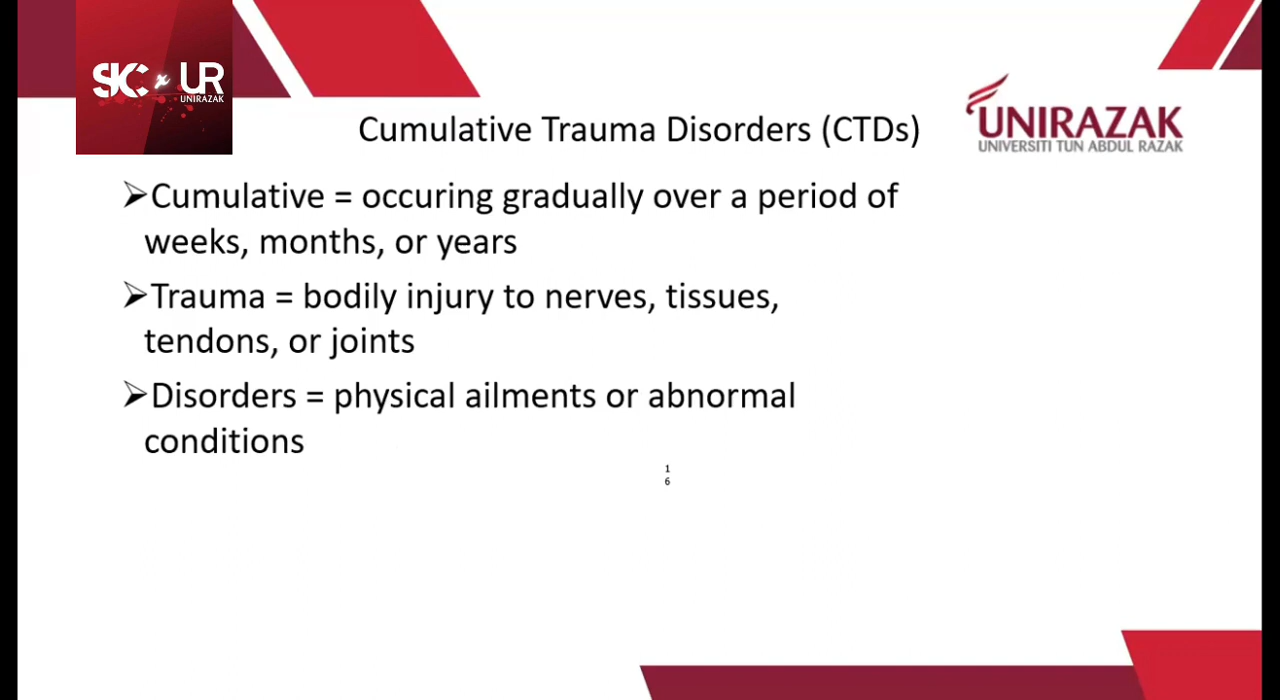 SIC x UR
UNIRAZAK
UNIRAZAK
UNIVERSITI TUN ABDUL RAZAK
Cumulative Trauma Disorders (CTDs)
➢Cumulative = occuring gradually over a period of
weeks, months, or years
➢Trauma = bodily injury to nerves, tissues,
tendons, or joints
➢Disorders = physical ailments or abnormal
conditions
1
6